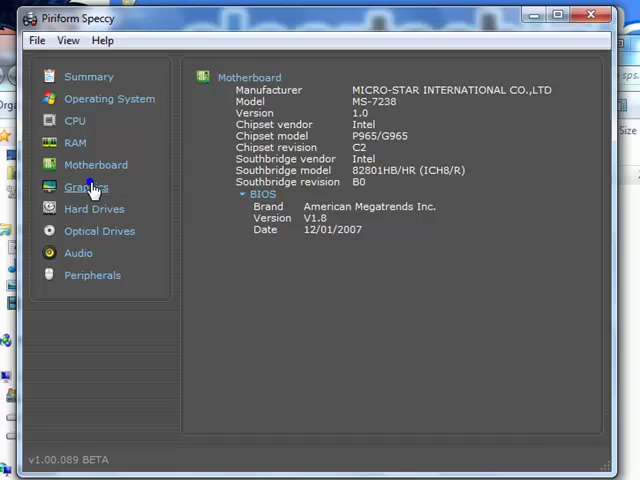 Piriform Speccy
File View Help
Summary
Operating System
CPU
RAM
Motherboard
Graphics
Hard Drives
Optical Drives
Audio
Peripherals
Motherboard
Manufacturer MICRO-STAR INTERNATIONAL CO.,LTD
Model MS-7238
Version 1.0
Chipset vendor Intel
Chipset model P965/G965
Chipset revision C2
Southbridge vendor Intel
Southbridge model 82801HB/HR (ICH8/R)
Southbridge revision B0
BIOS
Brand American Megatrends Inc.
Version V1.8
Date 12/01/2007
v1.00.089 BETA